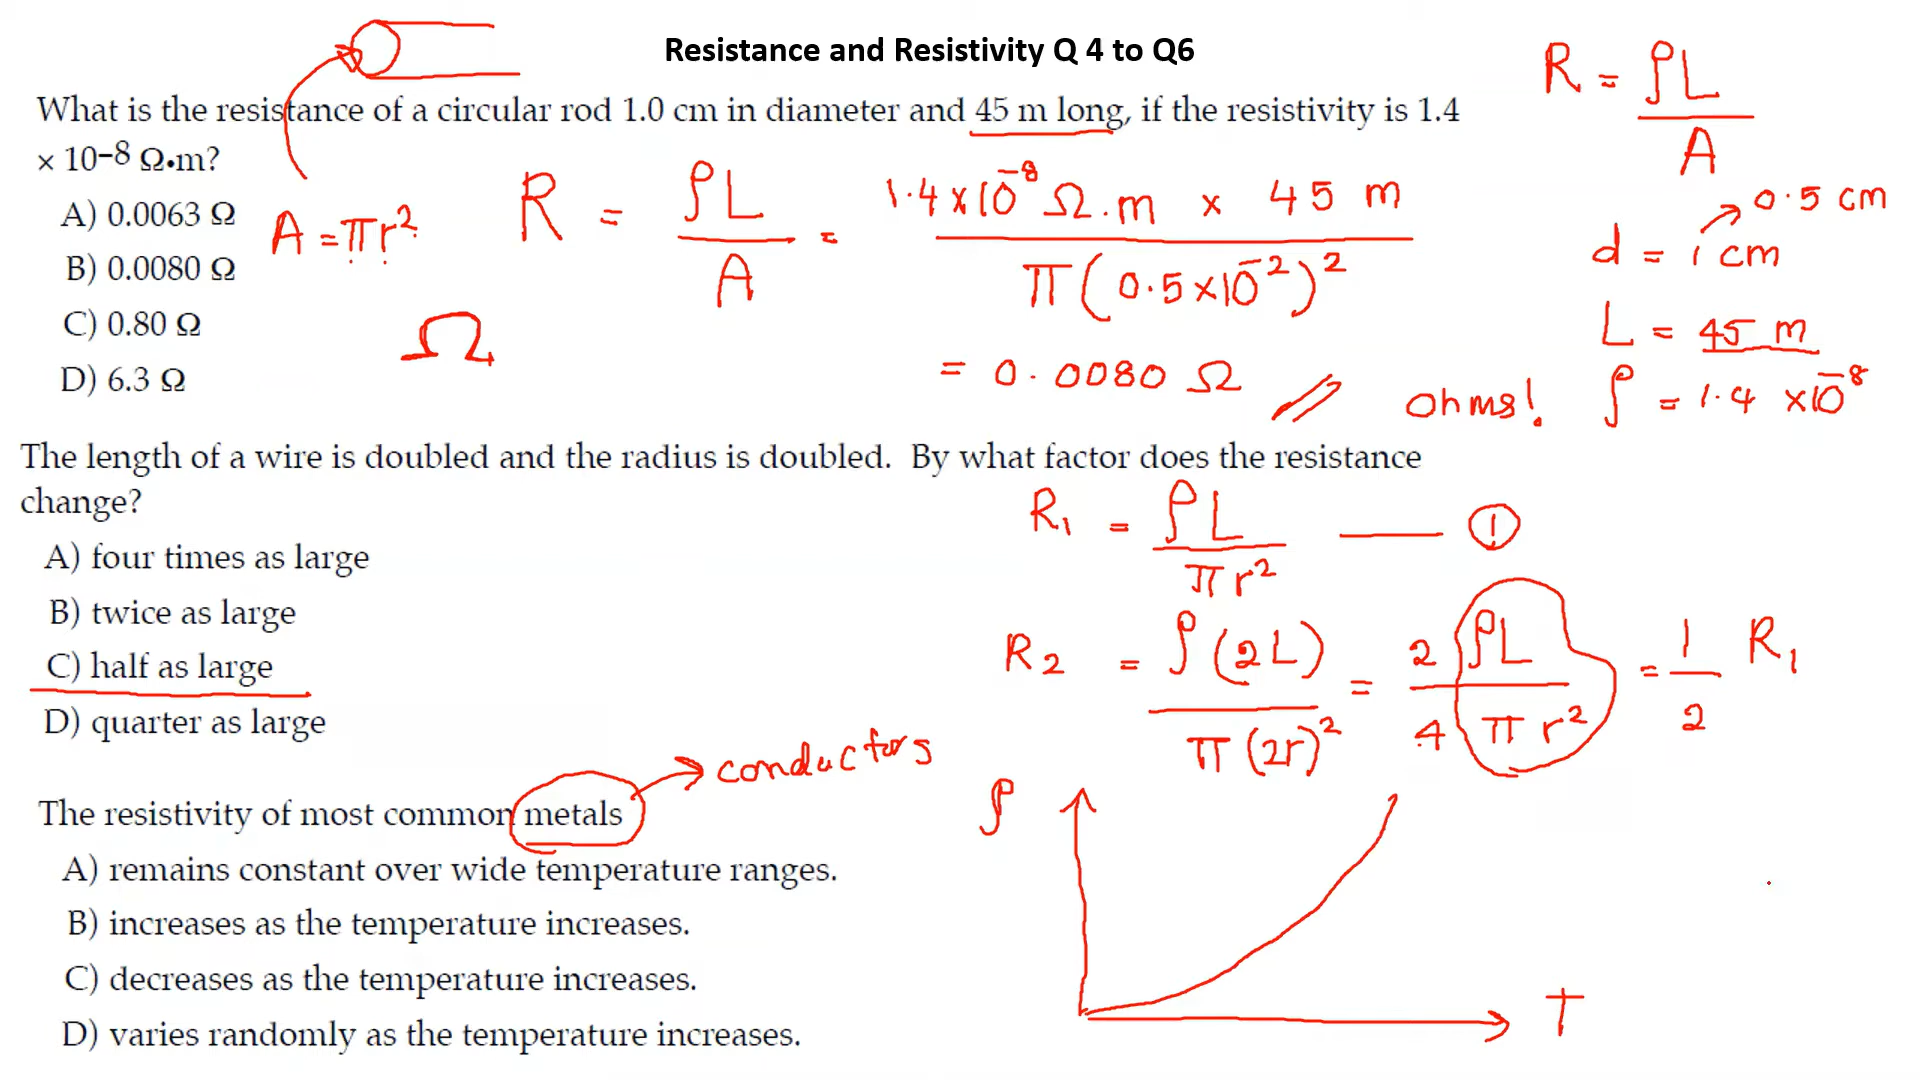 Resistance and Resistivity Q 4 to Q6
R = ρL / A
What is the resistance of a circular rod 1.0 cm in diameter and 45 m long, if the resistivity is 1.4
× 10−8 Ω•m?
A) 0.0063 Ω
B) 0.0080 Ω
C) 0.80 Ω
D) 6.3 Ω
A = πr²
Ω
R = ρL / A = 1.4 x 10⁻⁸ Ω.m x 45 m / π(0.5 x 10⁻²)²
= 0.0080 Ω
ohms!
0.5 cm
d = 1 cm
L = 45 m
ρ = 1.4 x 10⁻⁸
The length of a wire is doubled and the radius is doubled. By what factor does the resistance
change?
A) four times as large
B) twice as large
C) half as large
D) quarter as large
R₁ = ρL / πr² —— ①
R₂ = ρ(2L) / π(2r)² = 2 ρL / 4 πr² = 1/2 R₁
conductors
The resistivity of most common metals
A) remains constant over wide temperature ranges.
B) increases as the temperature increases.
C) decreases as the temperature increases.
D) varies randomly as the temperature increases.
ρ
T